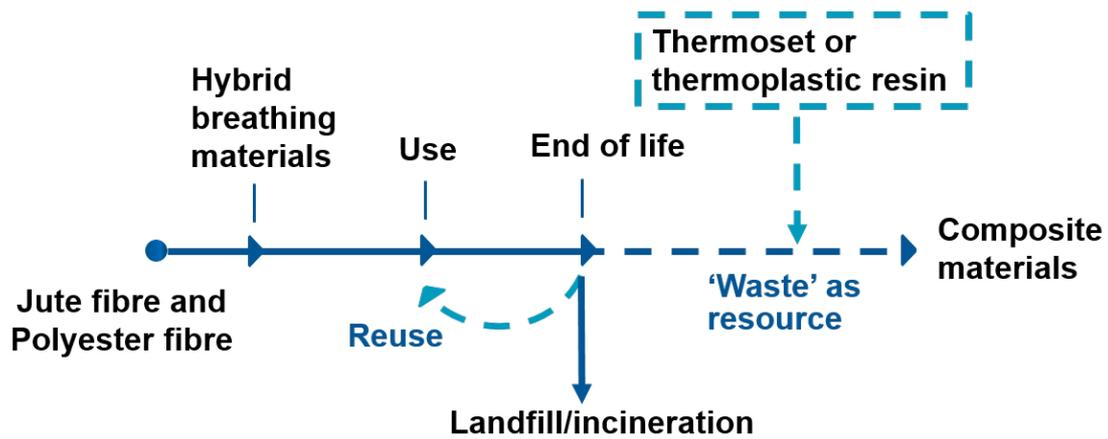 Thermoset or
thermoplastic resin
Hybrid
breathing
materials
Use
End of life
Composite
materials
Jute fibre and
Polyester fibre
‘Waste’ as
resource
Reuse
Landfill/incineration